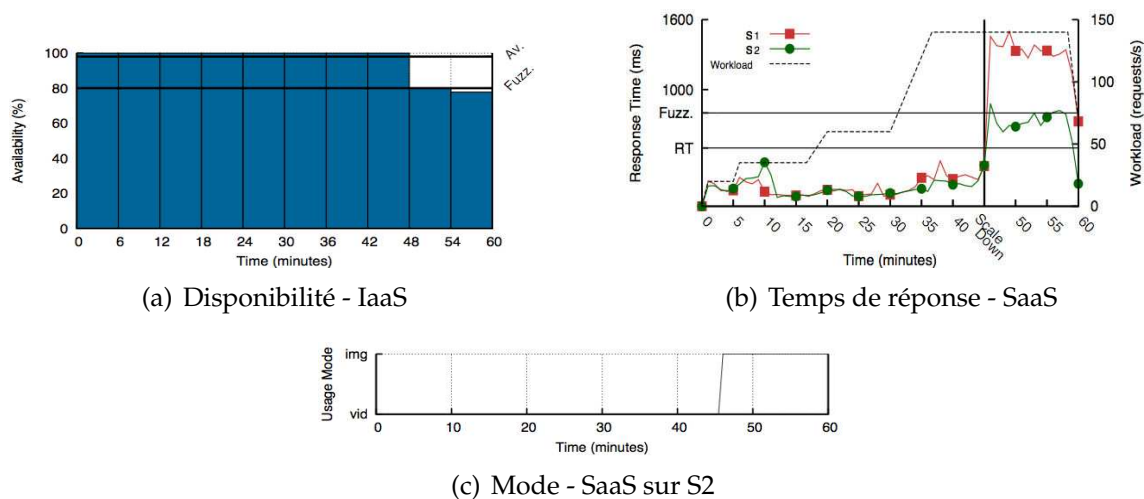 100
80
60
40
20
0
Availability (%)
Av.
Fuzz.
0 6 12 18 24 30 36 42 48 54 60
Time (minutes)
(a) Disponibilité - IaaS
1600
1000
Fuzz.
RT
0
Response Time (ms)
S1
S2
Workload
150
100
50
0
Workload (requests/s)
0 5 10 15 20 25 30 35 40 Scale Down 50 55 60
Time (minutes)
(b) Temps de réponse - SaaS
img
vid
Usage Mode
0 10 20 30 40 50 60
Time (minutes)
(c) Mode - SaaS sur S2